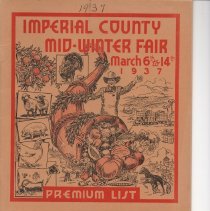 1937
IMPERIAL COUNTY
MID-WINTER FAIR
March 6th to 14th
1937
PREMIUM LIST